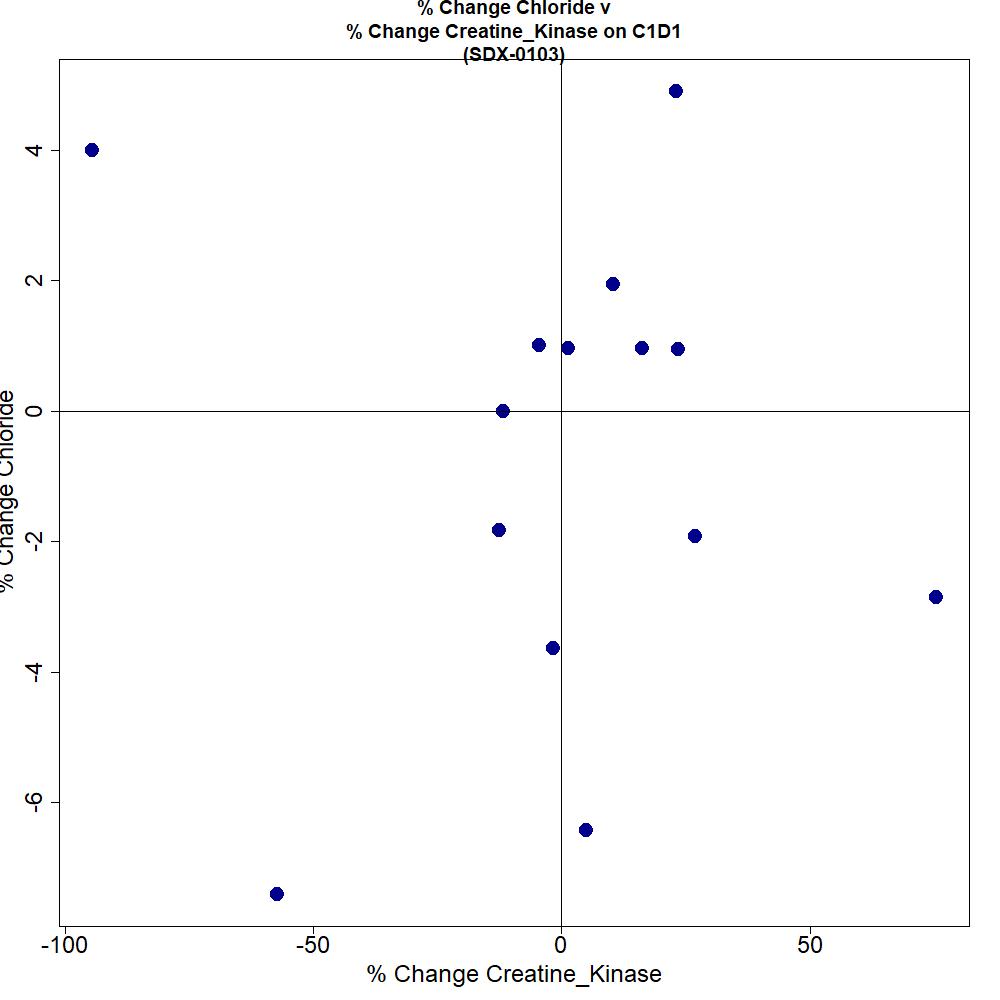 % Change Chloride v
% Change Creatine_Kinase on C1D1
(SDX-0103)
% Change Chloride
4
2
0
-2
-4
-6
-100
-50
0
50
% Change Creatine_Kinase